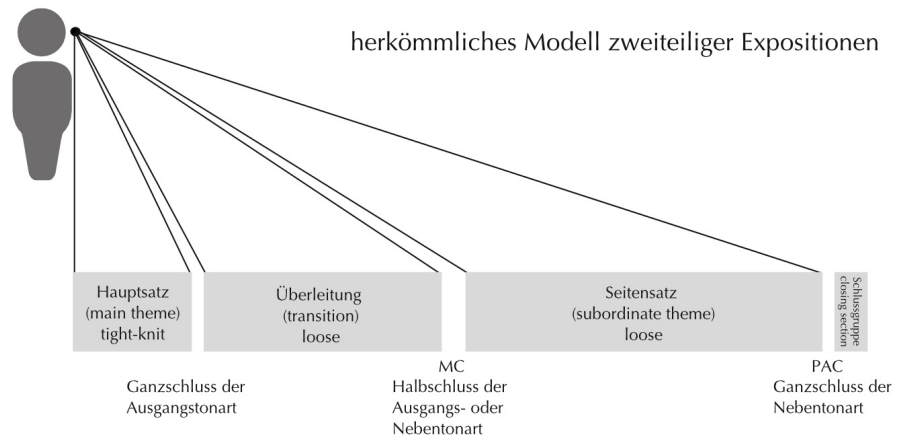 herkömmliches Modell zweiteiliger Expositionen
Hauptsatz
(main theme)
tight-knit
Überleitung
(transition)
loose
Seitensatz
(subordinate theme)
loose
Schlussgruppe
closing section
Ganzschluss der
Ausgangstonart
MC
Halbschluss der
Ausgangs- oder
Nebentonart
PAC
Ganzschluss der
Nebentonart